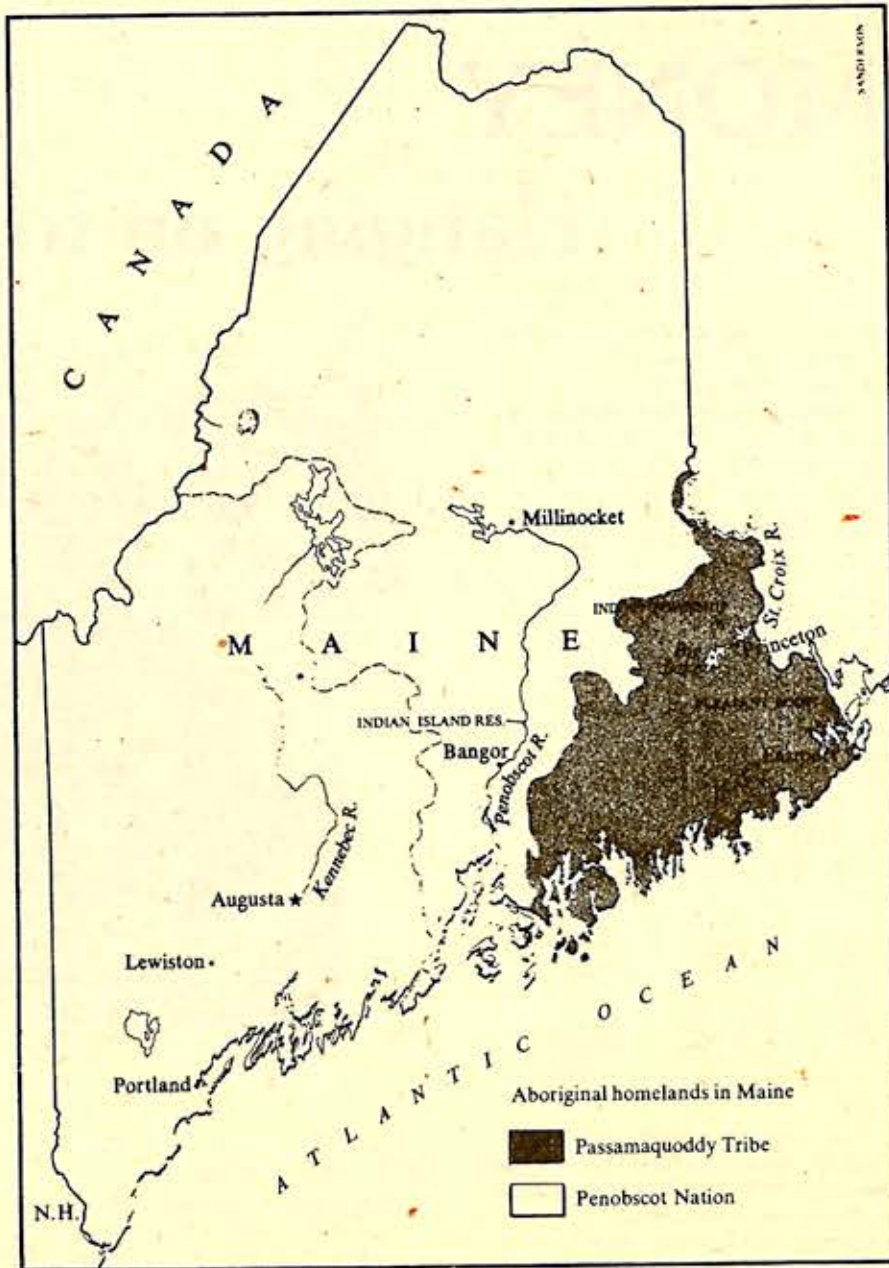 SANDERSON
CANADA
Millinocket
St. Croix R.
MAINE
Princeton
INDIAN ISLAND RES.
Bangor
Penobscot R.
Kennebec R.
Augusta
Lewiston
Portland
ATLANTIC OCEAN
N.H.
Aboriginal homelands in Maine
Passamaquoddy Tribe
Penobscot Nation